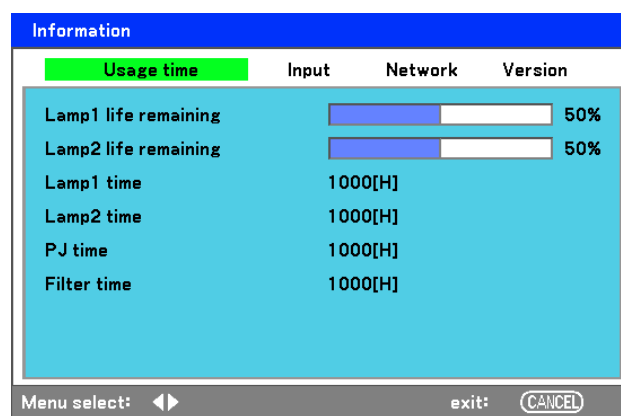 Information
Usage time Input Network Version
Lamp1 life remaining 50%
Lamp2 life remaining 50%
Lamp1 time 1000[H]
Lamp2 time 1000[H]
PJ time 1000[H]
Filter time 1000[H]
Menu select: ◀▶ exit: CANCEL